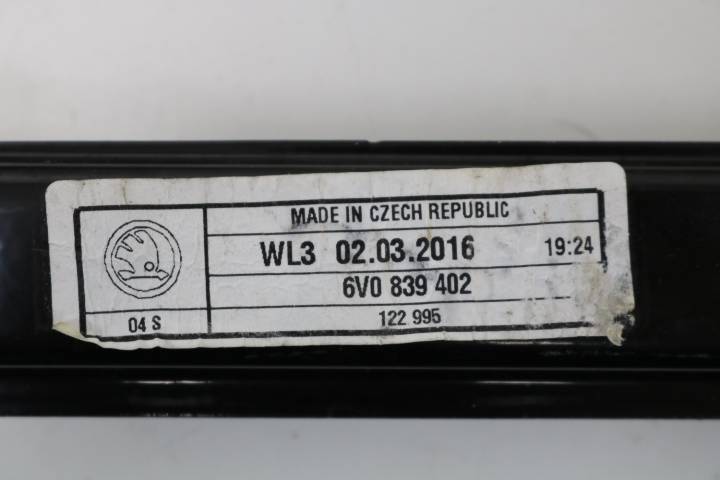 MADE IN CZECH REPUBLIC
WL3 02.03.2016 19:24
6V0 839 402
04 S 122 995